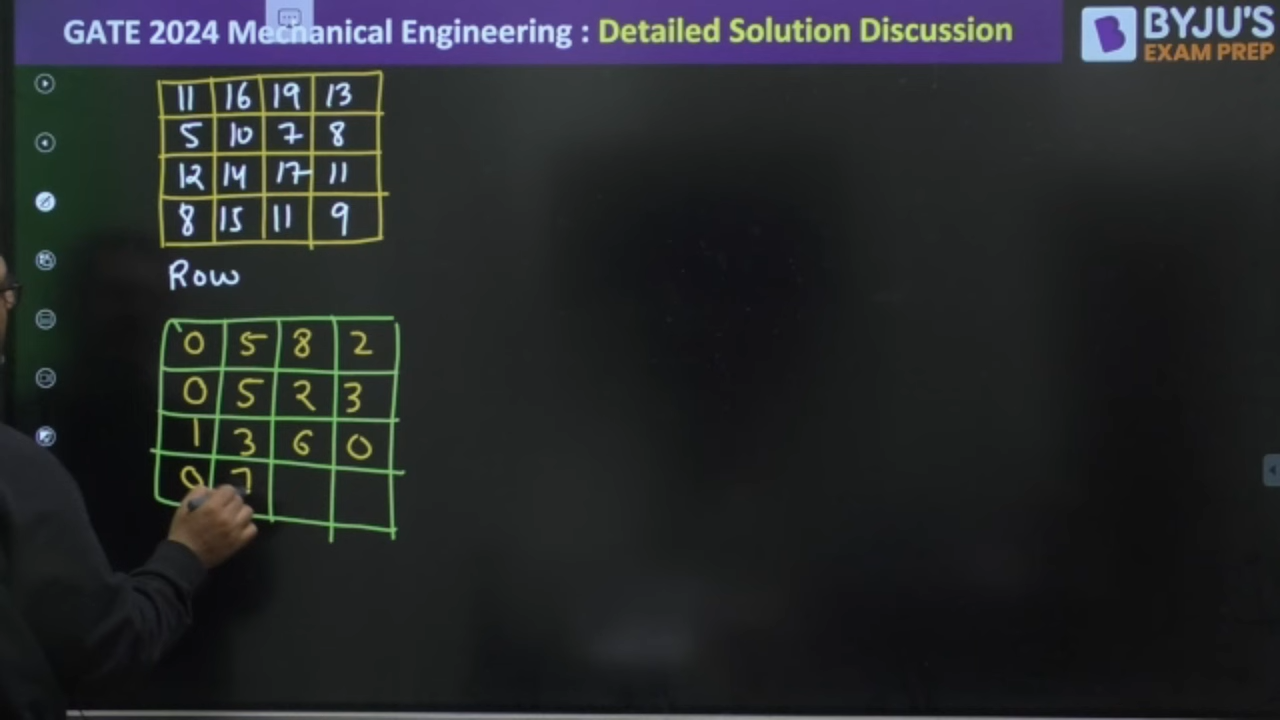 GATE 2024 Mechanical Engineering : Detailed Solution Discussion
BYJU'S
EXAM PREP
11 16 19 13
5 10 7 8
12 14 17 11
8 15 11 9
Row
0 5 8 2
0 5 2 3
1 3 6 0
0 7